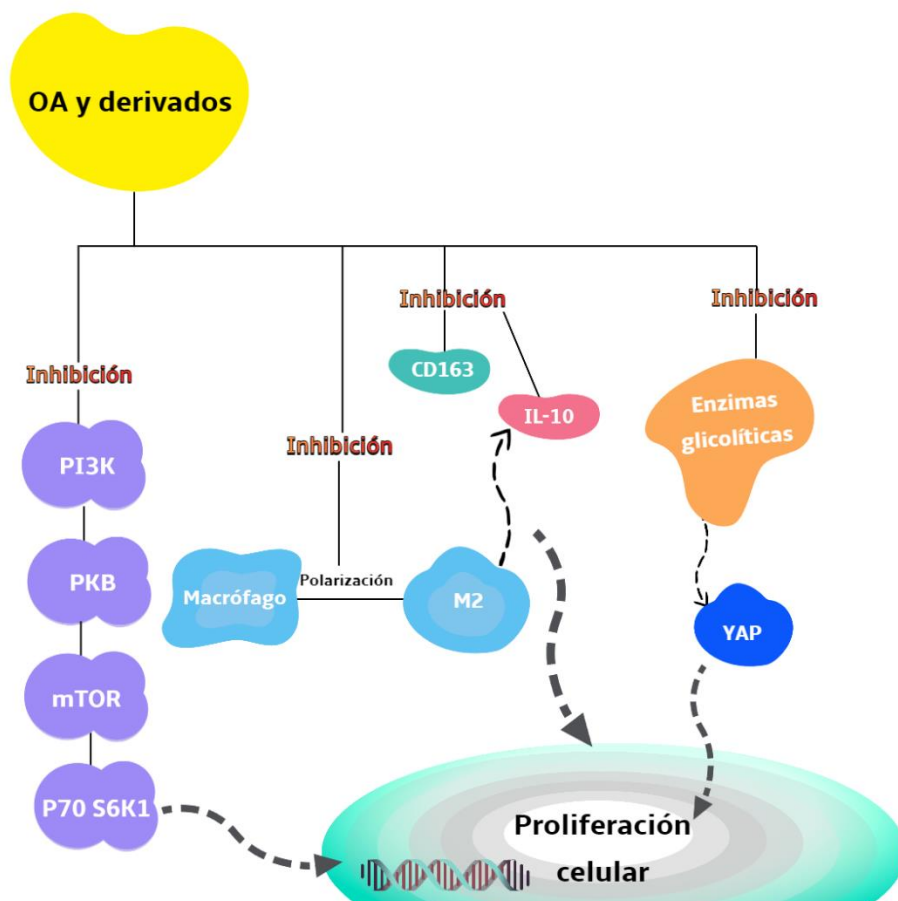 OA y derivados
Inhibición
Inhibición
CD163
Inhibición
IL-10
Enzimas
glicolíticas
Inhibición
PI3K
PKB
Macrófago
Polarización
M2
YAP
mTOR
P70 S6K1
Proliferación
celular